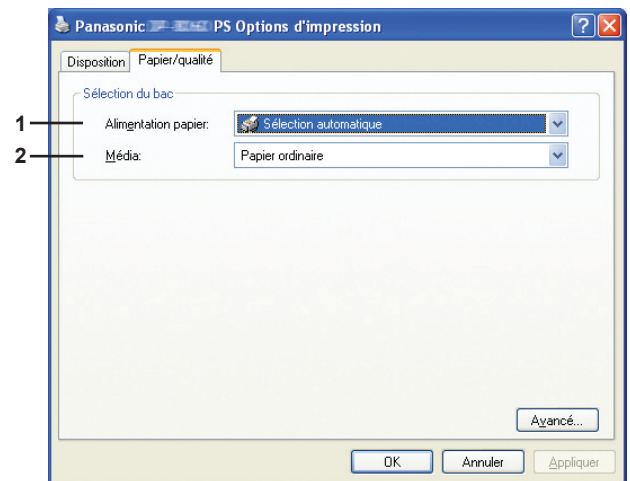 Panasonic PS Options d'impression
Disposition Papier/qualité
Sélection du bac
1 Alimentation papier: Sélection automatique
2 Média: Papier ordinaire
Avancé...
OK Annuler Appliquer